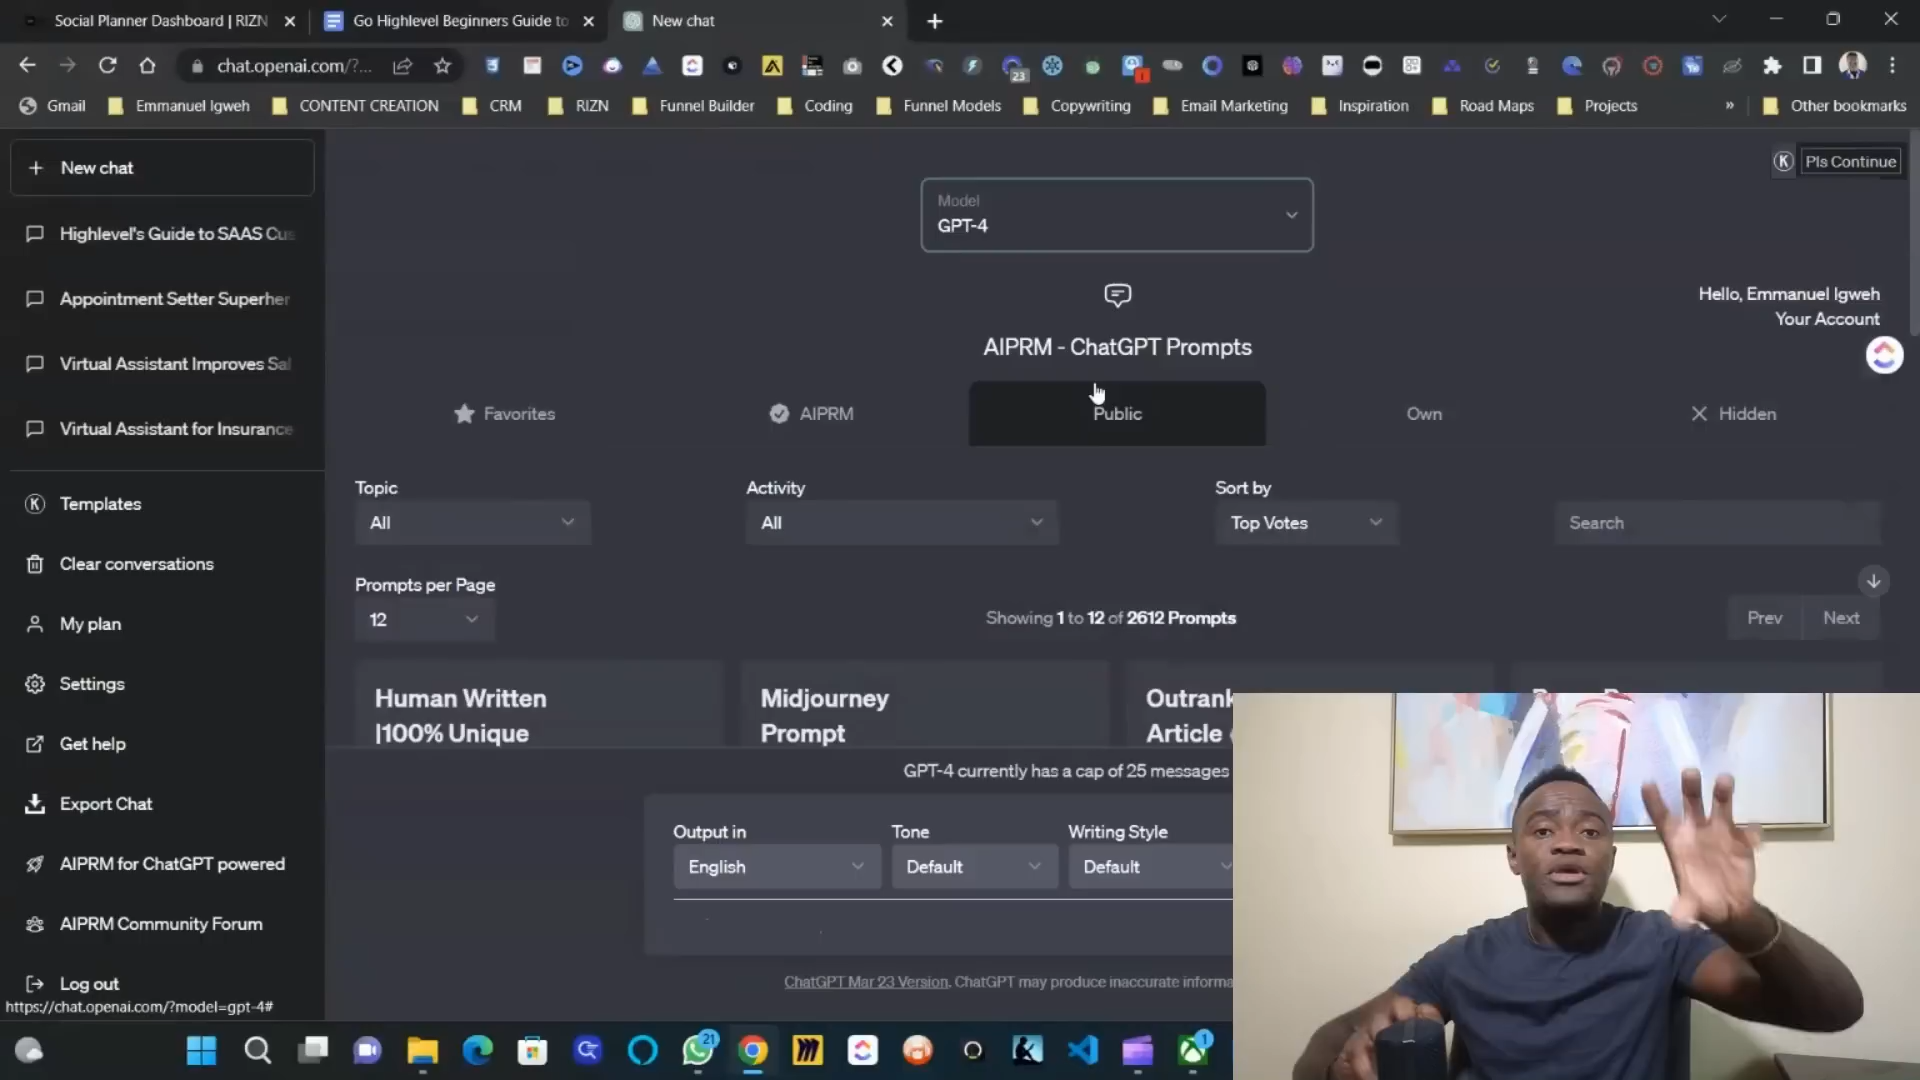 Social Planner Dashboard | RIZN
Go Highlevel Beginners Guide to
New chat
chat.openai.com/?...
23
Gmail
Emmanuel Igweh
CONTENT CREATION
CRM
RIZN
Funnel Builder
Coding
Funnel Models
Copywriting
Email Marketing
Inspiration
Road Maps
Projects
»
Other bookmarks
New chat
Highlevel's Guide to SAAS Cus
Appointment Setter Superher
Virtual Assistant Improves Sal
Virtual Assistant for Insurance
Templates
Clear conversations
My plan
Settings
Get help
Export Chat
AIPRM for ChatGPT powered
AIPRM Community Forum
Log out
https://chat.openai.com/?model=gpt-4#
Pls Continue
Model
GPT-4
Hello, Emmanuel Igweh
Your Account
AIPRM - ChatGPT Prompts
Favorites
AIPRM
Public
Own
Hidden
Topic
All
Activity
All
Sort by
Top Votes
Search
Prompts per Page
12
Showing 1 to 12 of 2612 Prompts
Prev
Next
Human Written
|100% Unique
Midjourney
Prompt
Outrank
Article
GPT-4 currently has a cap of 25 messages
Output in
English
Tone
Default
Writing Style
Default
ChatGPT Mar 23 Version. ChatGPT may produce inaccurate informa
21
1